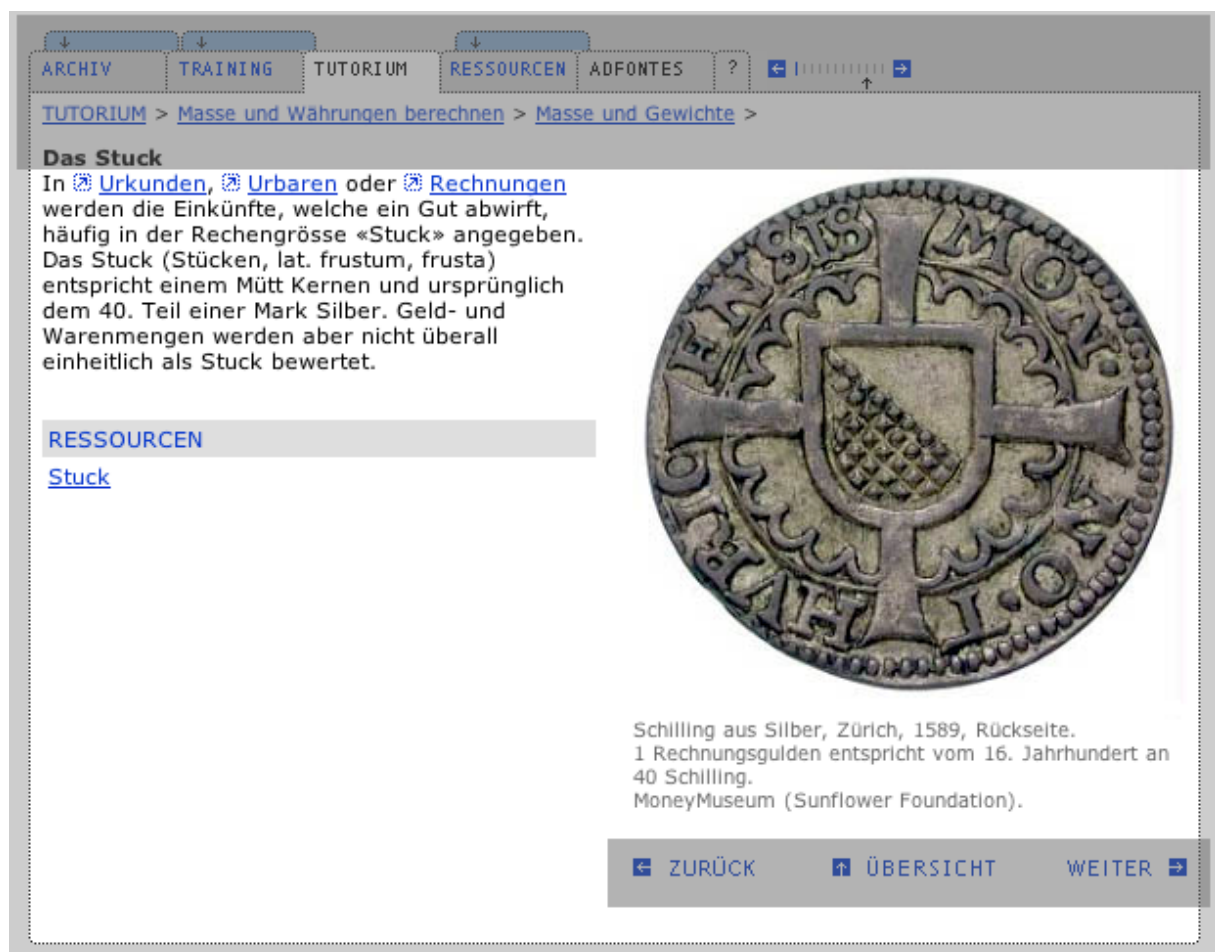 ARCHIV TRAINING TUTORIUM RESSOURCEN ADFONTES ?
TUTORIUM > Masse und Währungen berechnen > Masse und Gewichte >
Das Stuck
In Urkunden, Urbaren oder Rechnungen
werden die Einkünfte, welche ein Gut abwirft,
häufig in der Rechengrösse «Stuck» angegeben.
Das Stuck (Stücken, lat. frustum, frusta)
entspricht einem Mütt Kernen und ursprünglich
dem 40. Teil einer Mark Silber. Geld- und
Warenmengen werden aber nicht überall
einheitlich als Stuck bewertet.
RESSOURCEN
Stuck
MON·NO·T
HVRICENSIS
Schilling aus Silber, Zürich, 1589, Rückseite.
1 Rechnungsgulden entspricht vom 16. Jahrhundert an
40 Schilling.
MoneyMuseum (Sunflower Foundation).
ZURÜCK ÜBERSICHT WEITER